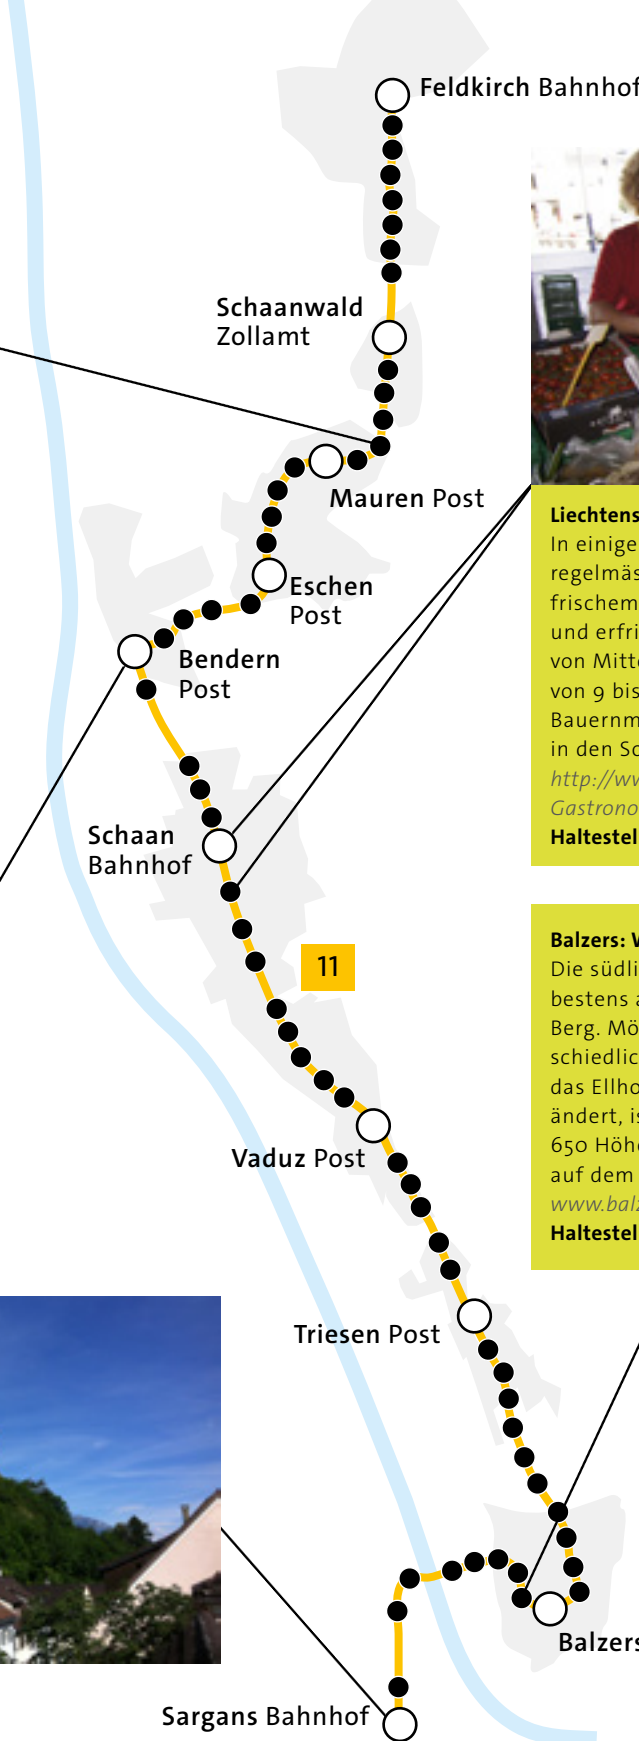 Feldkirch Bahnhof
Schaanwald
Zollamt
Mauren Post
Eschen
Post
Bendern
Post
Schaan
Bahnhof
11
Vaduz Post
Triesen Post
Balzers
Sargans Bahnhof
Liechtens
In einige
regelmäs
frischem
und erfri
von Mitt
von 9 bis
Bauernm
in den So
http://ww
Gastrono
Haltestel
Balzers:
Die südli
bestens
Berg. Mö
schiedlic
das Ellho
ändert, is
650 Höhe
auf dem
www.balz
Haltestel